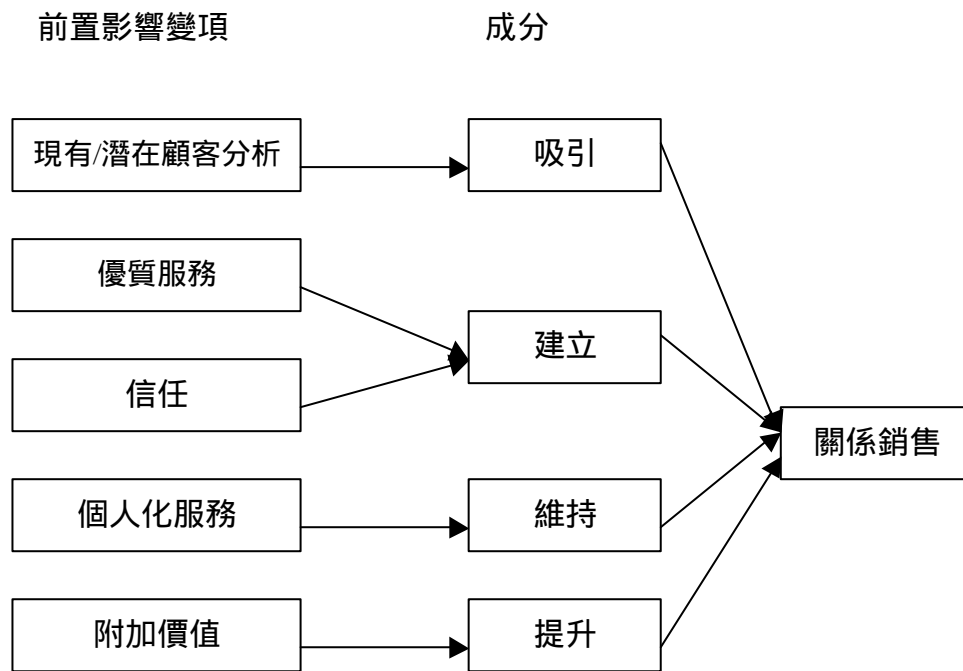 前置影響變項
成分
現有/潛在顧客分析
吸引
優質服務
建立
信任
關係銷售
個人化服務
維持
附加價值
提升